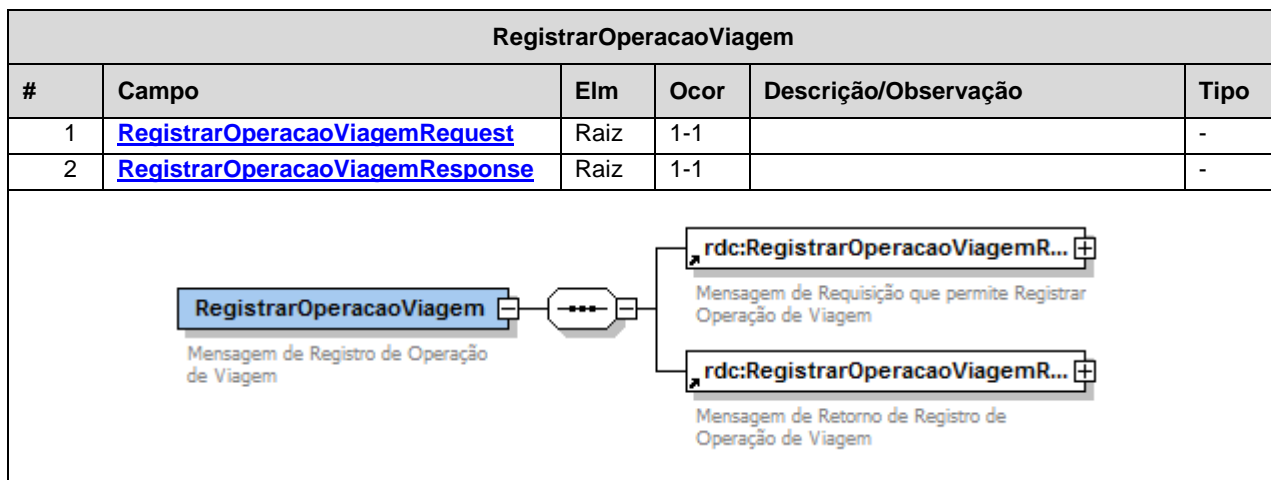 RegistrarOperacaoViagem
# Campo Elm Ocor Descrição/Observação Tipo
1 RegistrarOperacaoViagemRequest Raiz 1-1 -
2 RegistrarOperacaoViagemResponse Raiz 1-1 -
rdc:RegistrarOperacaoViagemR...
Mensagem de Requisição que permite Registrar
Operação de Viagem
RegistrarOperacaoViagem
Mensagem de Registro de Operação
de Viagem
rdc:RegistrarOperacaoViagemR...
Mensagem de Retorno de Registro de
Operação de Viagem